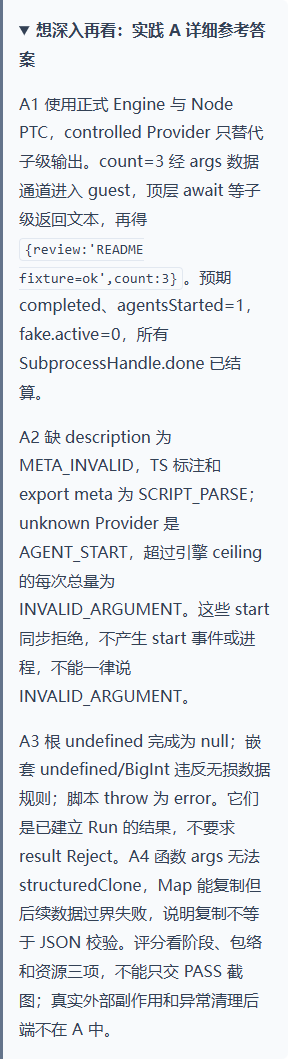 ▼ 想深入再看：实践 A 详细参考答
案
A1 使用正式 Engine 与 Node
PTC，controlled Provider 只替代
子级输出。count=3 经 args 数据
通道进入 guest，顶层 await 等子
级返回文本，再得
{review:'README
fixture=ok',count:3}。预期
completed、agentsStarted=1，
fake.active=0，所有
SubprocessHandle.done 已结
算。
A2 缺 description 为
META_INVALID，TS 标注和
export meta 为 SCRIPT_PARSE；
unknown Provider 是
AGENT_START，超过引擎 ceiling
的每次总量为
INVALID_ARGUMENT。这些 start
同步拒绝，不产生 start 事件或进
程，不能一律说
INVALID_ARGUMENT。
A3 根 undefined 完成为 null；嵌
套 undefined/BigInt 违反无损数据
规则；脚本 throw 为 error。它们
是已建立 Run 的结果，不要求
result Reject。A4 函数 args 无法
structuredClone，Map 能复制但
后续数据过界失败，说明复制不等
于 JSON 校验。评分看阶段、包络
和资源三项，不能只交 PASS 截
图；真实外部副作用和异常清理后
端不在 A 中。